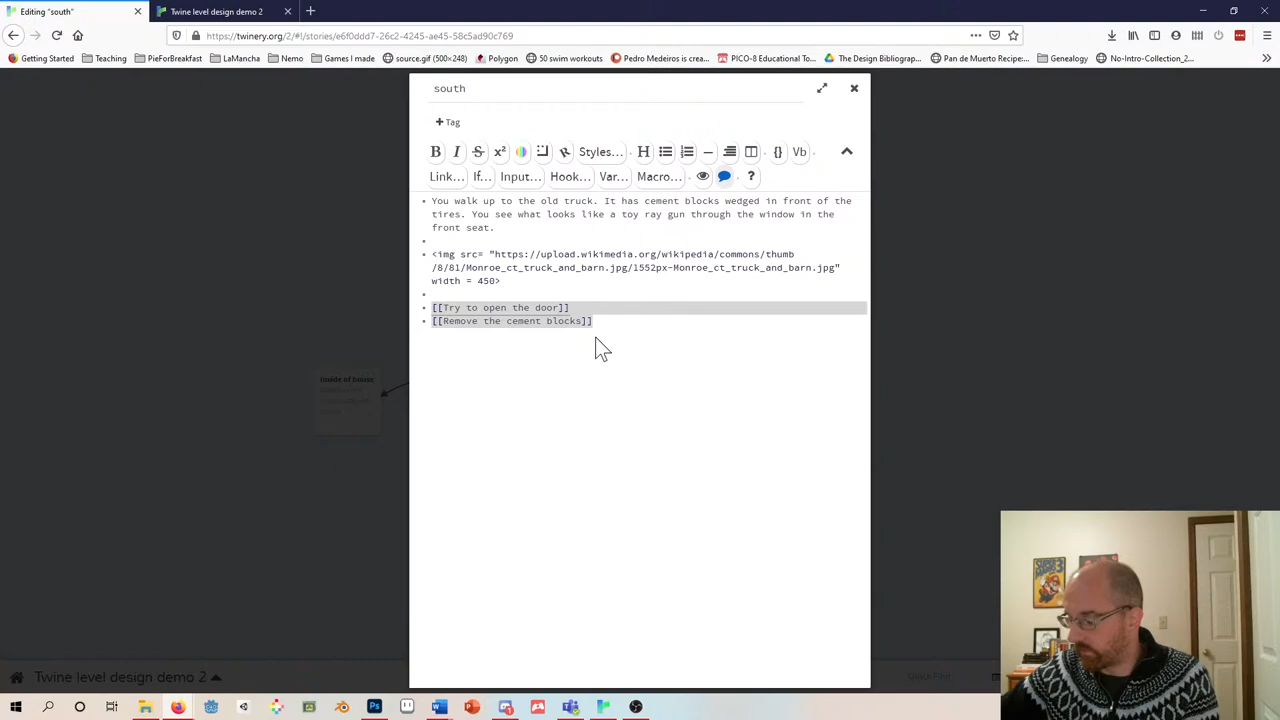 Editing "south"
Twine level design demo 2
https://twinery.org/2/#!/stories/e6f0ddd7-26c2-4245-ae45-58c5ad90c769
Getting Started
Teaching
PieForBreakfast
LaMancha
Nemo
Games I made
source.gif (500×248)
Polygon
50 swim workouts
Pedro Medeiros is crea...
PICO-8 Educational To...
The Design Bibliograp...
Pan de Muerto Recipe:...
Genealogy
No-Intro-Collection_2...
south
+ Tag
B I S x² Styles... H {} Vb
Link... If... Input... Hook... Var... Macro... ?
You walk up to the old truck. It has cement blocks wedged in front of the
tires. You see what looks like a toy ray gun through the window in the
front seat.
<img src= "https://upload.wikimedia.org/wikipedia/commons/thumb
/8/81/Monroe_ct_truck_and_barn.jpg/1552px-Monroe_ct_truck_and_barn.jpg"
width = 450>
[[Try to open the door]]
[[Remove the cement blocks]]
Inside of house
Twine level design demo 2
Quick Find